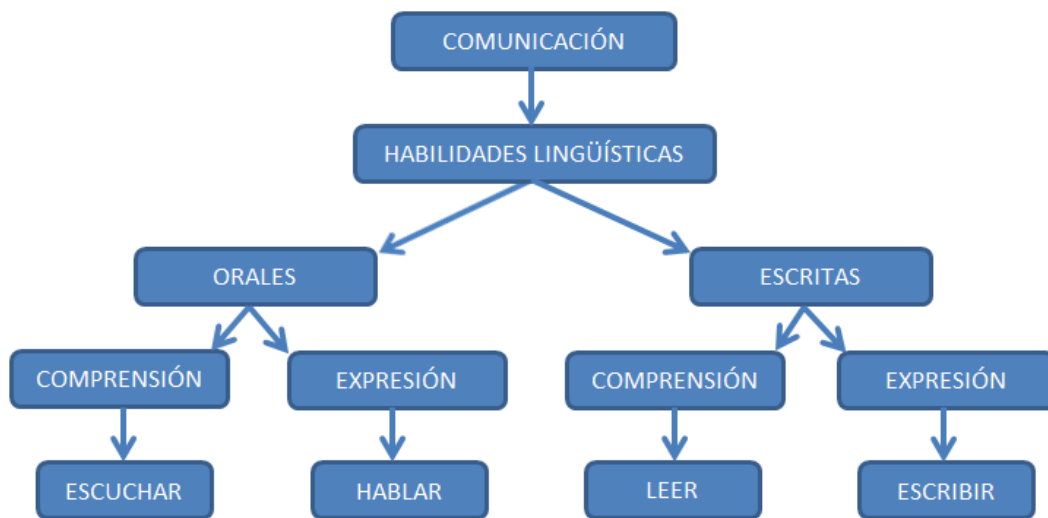 COMUNICACIÓN
HABILIDADES LINGÜÍSTICAS
ORALES
ESCRITAS
COMPRENSIÓN
EXPRESIÓN
COMPRENSIÓN
EXPRESIÓN
ESCUCHAR
HABLAR
LEER
ESCRIBIR